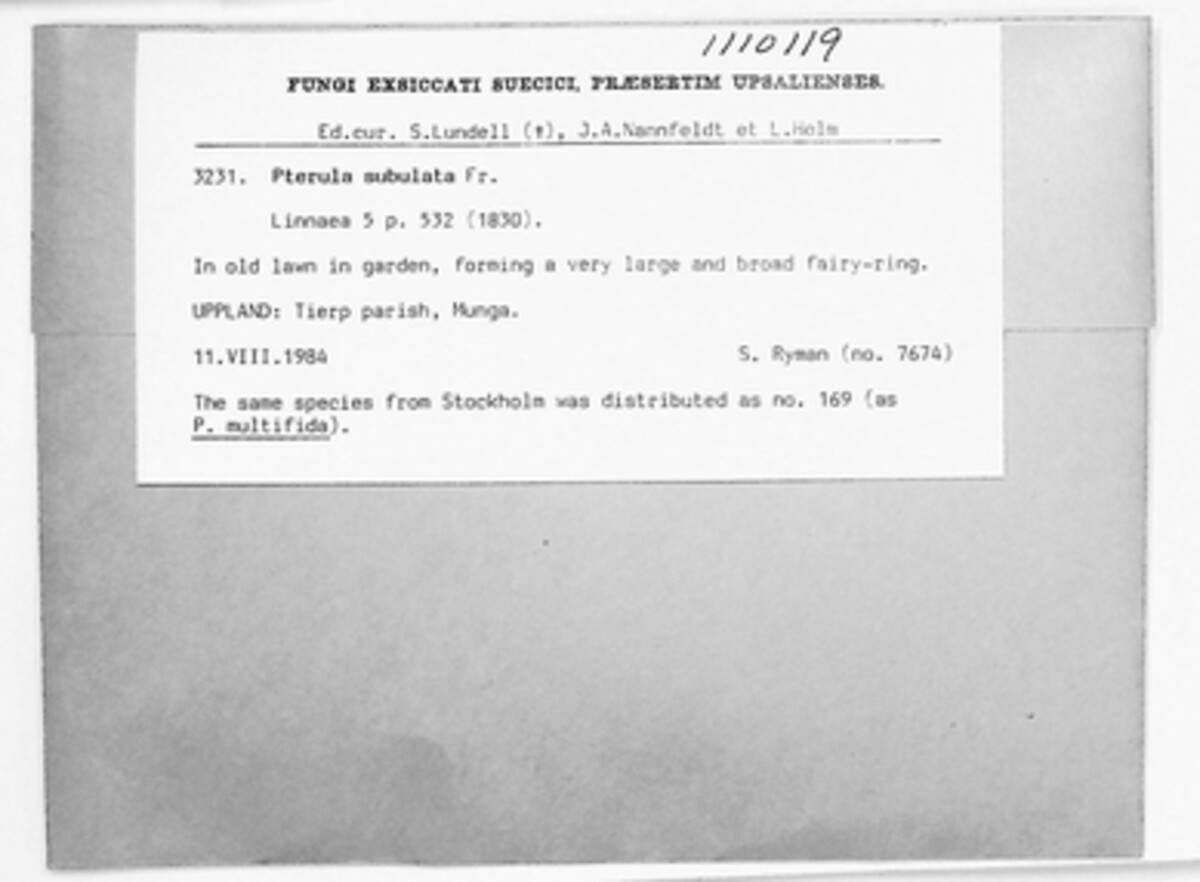 1110119
FUNGI EXSICCATI SUECICI, PRÆSERTIM UPSALIENSES.
Ed.cur. S.Lundell (†), J.A.Nannfeldt et L.Holm
3231. Pterula subulata Fr.
Linnaea 5 p. 532 (1830).
In old lawn in garden, forming a very large and broad fairy-ring.
UPPLAND: Tierp parish, Munga.
11.VIII.1984 S. Ryman (no. 7674)
The same species from Stockholm was distributed as no. 169 (as
P. multifida).